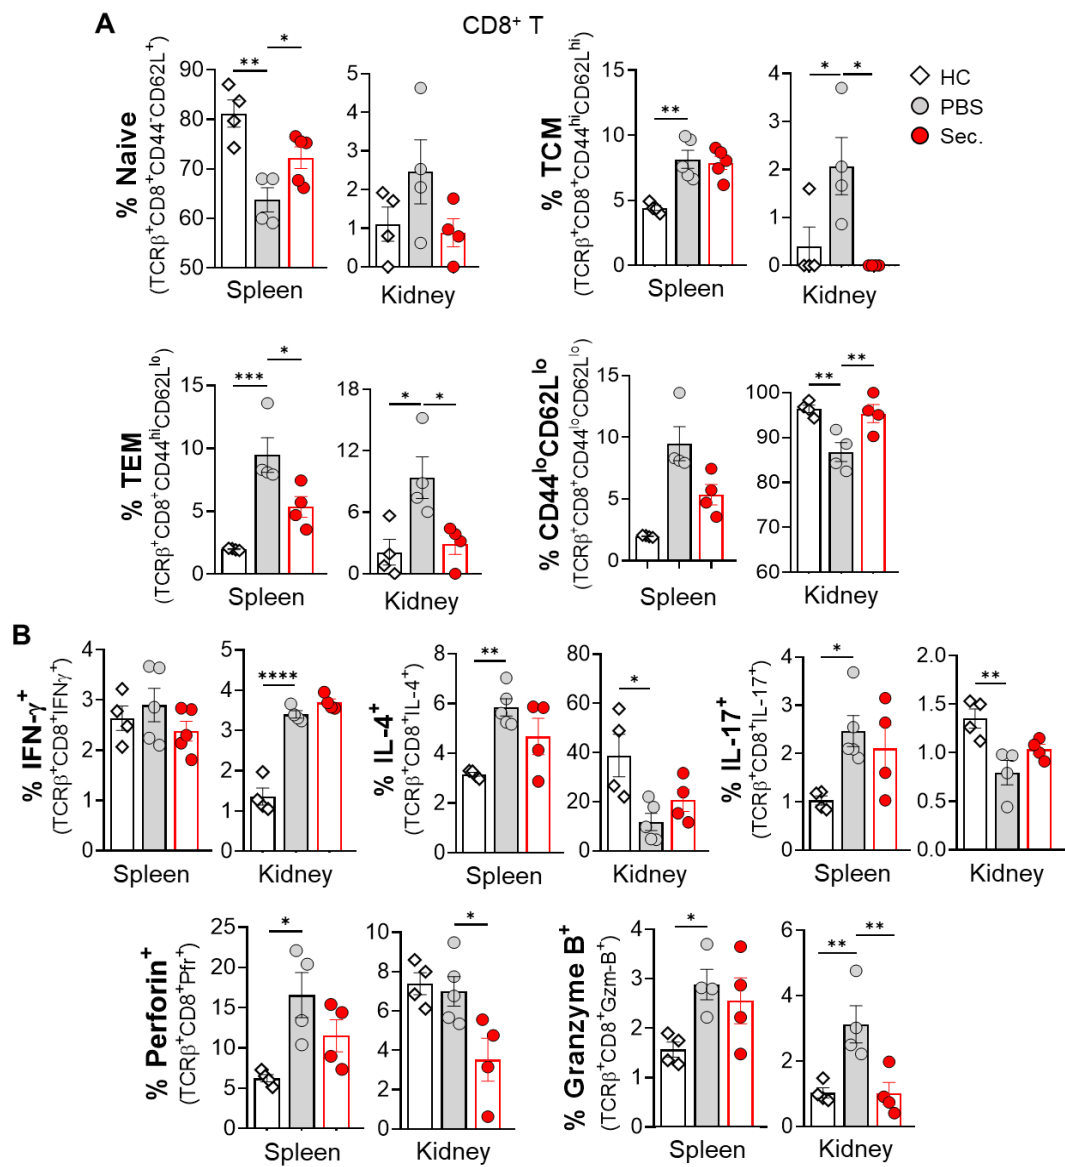 A
CD8⁺ T
% Naive
(TCRβ⁺CD8⁺CD44⁻CD62L⁺)
90
80
70
60
50
**
*
Spleen
5
4
3
2
1
0
Kidney
% TCM
(TCRβ⁺CD8⁺CD44ʰⁱCD62Lʰⁱ)
15
10
5
0
**
Spleen
4
3
2
1
0
*
*
Kidney
HC
PBS
Sec.
% TEM
(TCRβ⁺CD8⁺CD44ʰⁱCD62Lˡᵒ)
15
10
5
0
***
*
Spleen
18
12
6
0
*
*
Kidney
% CD44ˡᵒCD62Lˡᵒ
(TCRβ⁺CD8⁺CD44ˡᵒCD62Lˡᵒ)
15
10
5
0
Spleen
100
90
80
70
60
**
**
Kidney
B
% IFN-γ⁺
(TCRβ⁺CD8⁺IFNγ⁺)
4
3
2
1
0
Spleen
5
4
3
2
1
0
****
Kidney
% IL-4⁺
(TCRβ⁺CD8⁺IL-4⁺)
8
6
4
2
0
**
Spleen
80
60
40
20
0
*
Kidney
% IL-17⁺
(TCRβ⁺CD8⁺IL-17⁺)
4
3
2
1
0
*
Spleen
2.0
1.5
1.0
0.5
0.0
**
Kidney
% Perforin⁺
(TCRβ⁺CD8⁺Pfr⁺)
25
20
15
10
5
0
*
Spleen
10
8
6
4
2
0
*
Kidney
% Granzyme B⁺
(TCRβ⁺CD8⁺Gzm-B⁺)
4
3
2
1
0
*
Spleen
6
4
2
0
**
**
Kidney